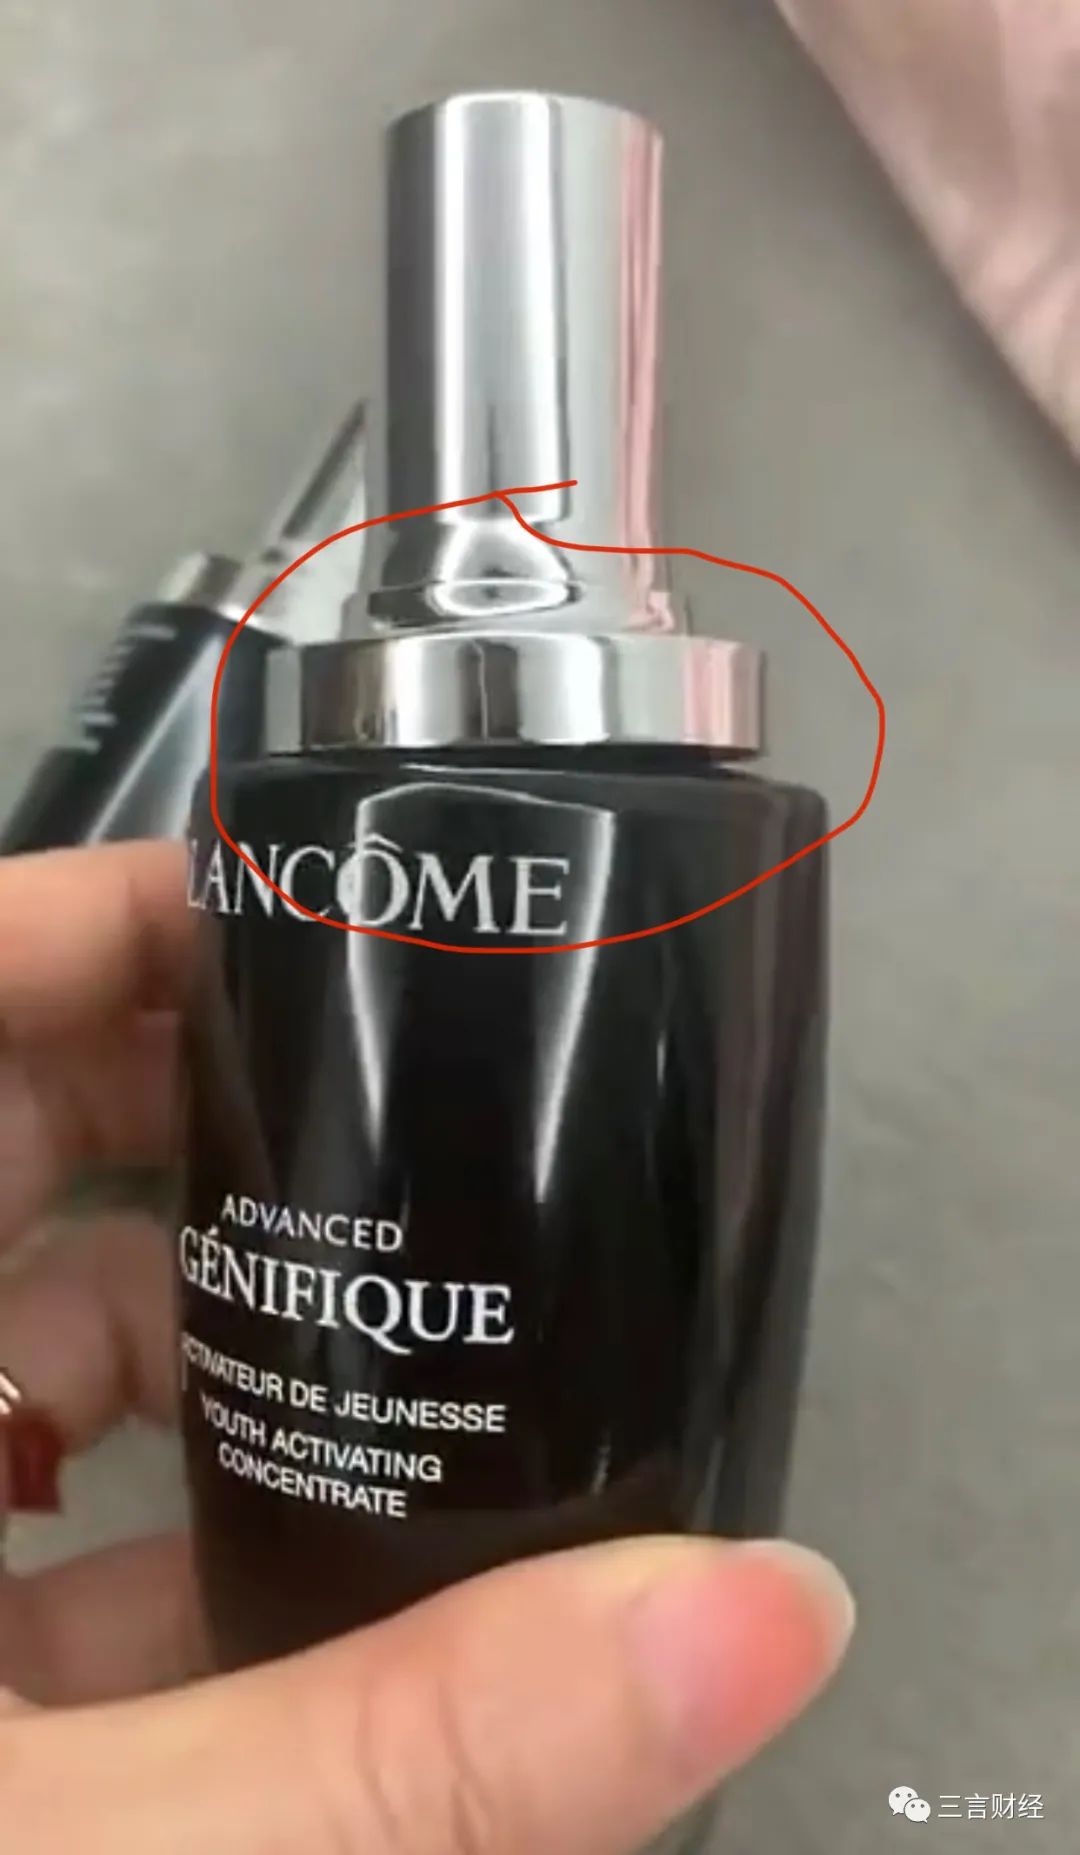 LANCÔME
ADVANCED
GÉNIFIQUE
ACTIVATEUR DE JEUNESSE
YOUTH ACTIVATING
CONCENTRATE
三言财经